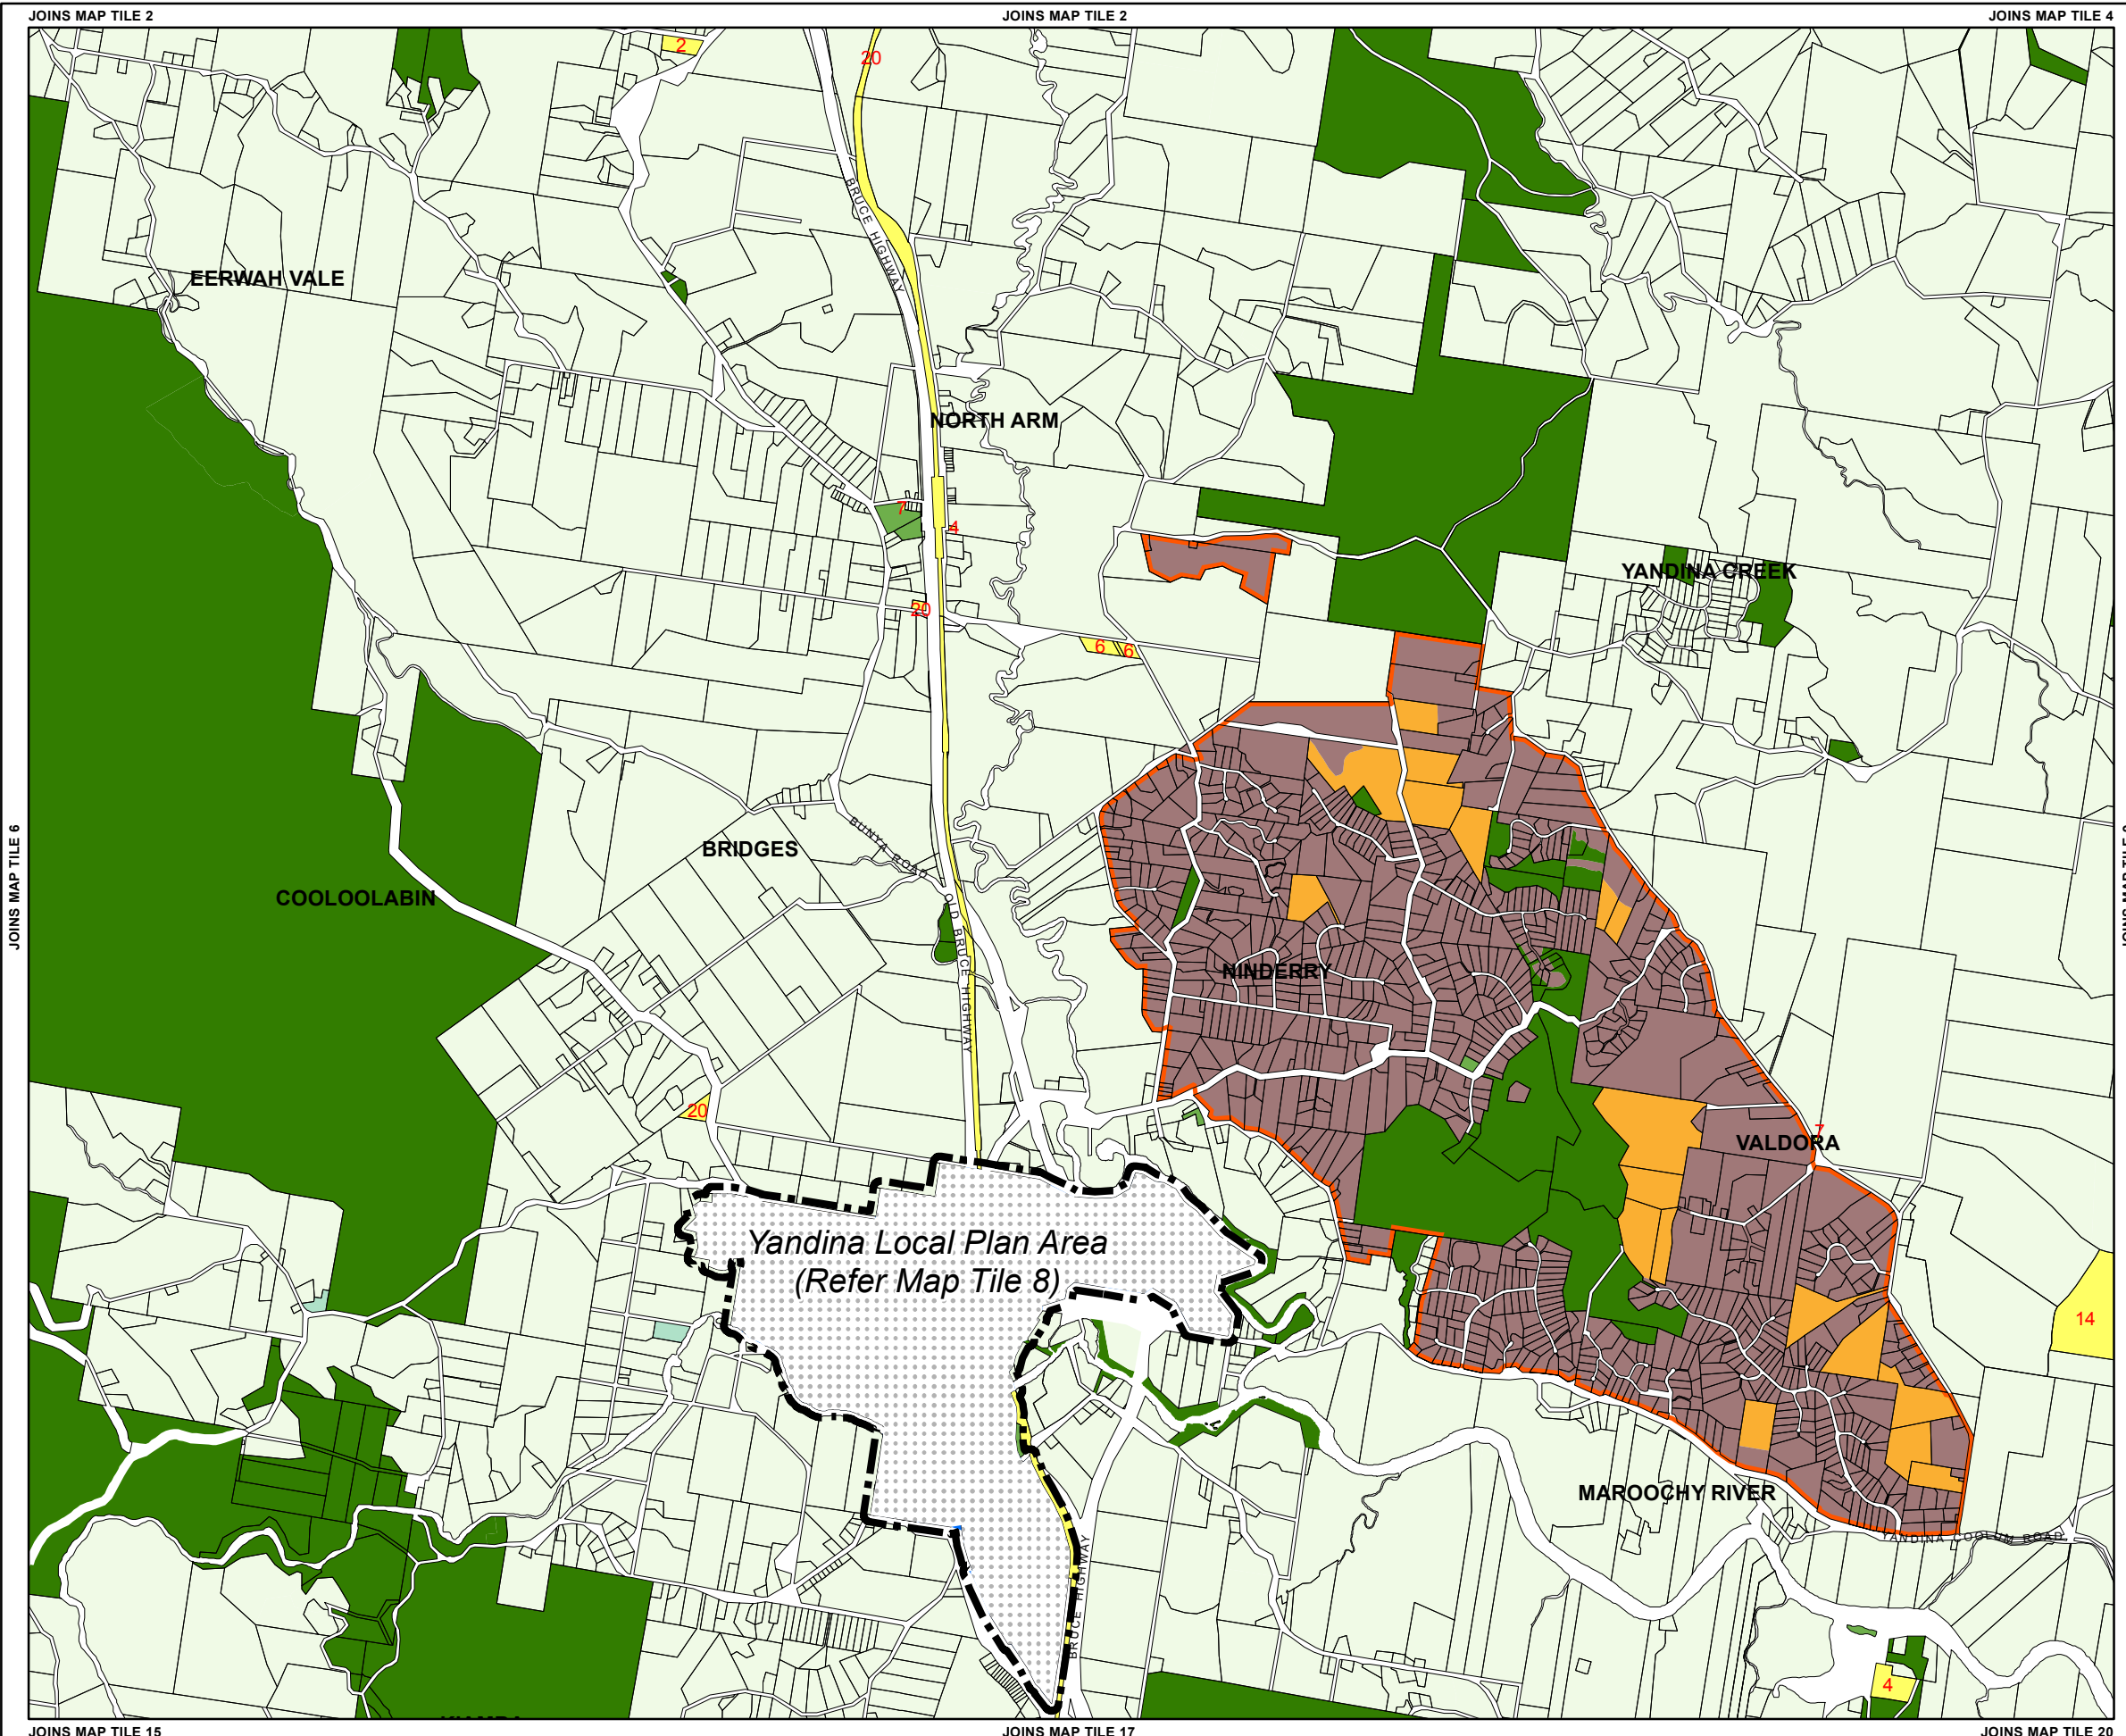 JOINS MAP TILE 2
JOINS MAP TILE 2
JOINS MAP TILE 4
2
20
BRUCE HIGHWAY
EERWAH VALE
NORTH ARM
7
4
YANDINA CREEK
20
6
6
JOINS MAP TILE 6
BRIDGES
BUNYA ROAD
COOLOOLABIN
OLD BRUCE HIGHWAY
NINDERRY
20
7
VALDORA
Yandina Local Plan Area
(Refer Map Tile 8)
14
MAROOCHY RIVER
YANDINA COOLUM ROAD
BRUCE HIGHWAY
4
JOINS MAP TILE 15
JOINS MAP TILE 17
JOINS MAP TILE 20